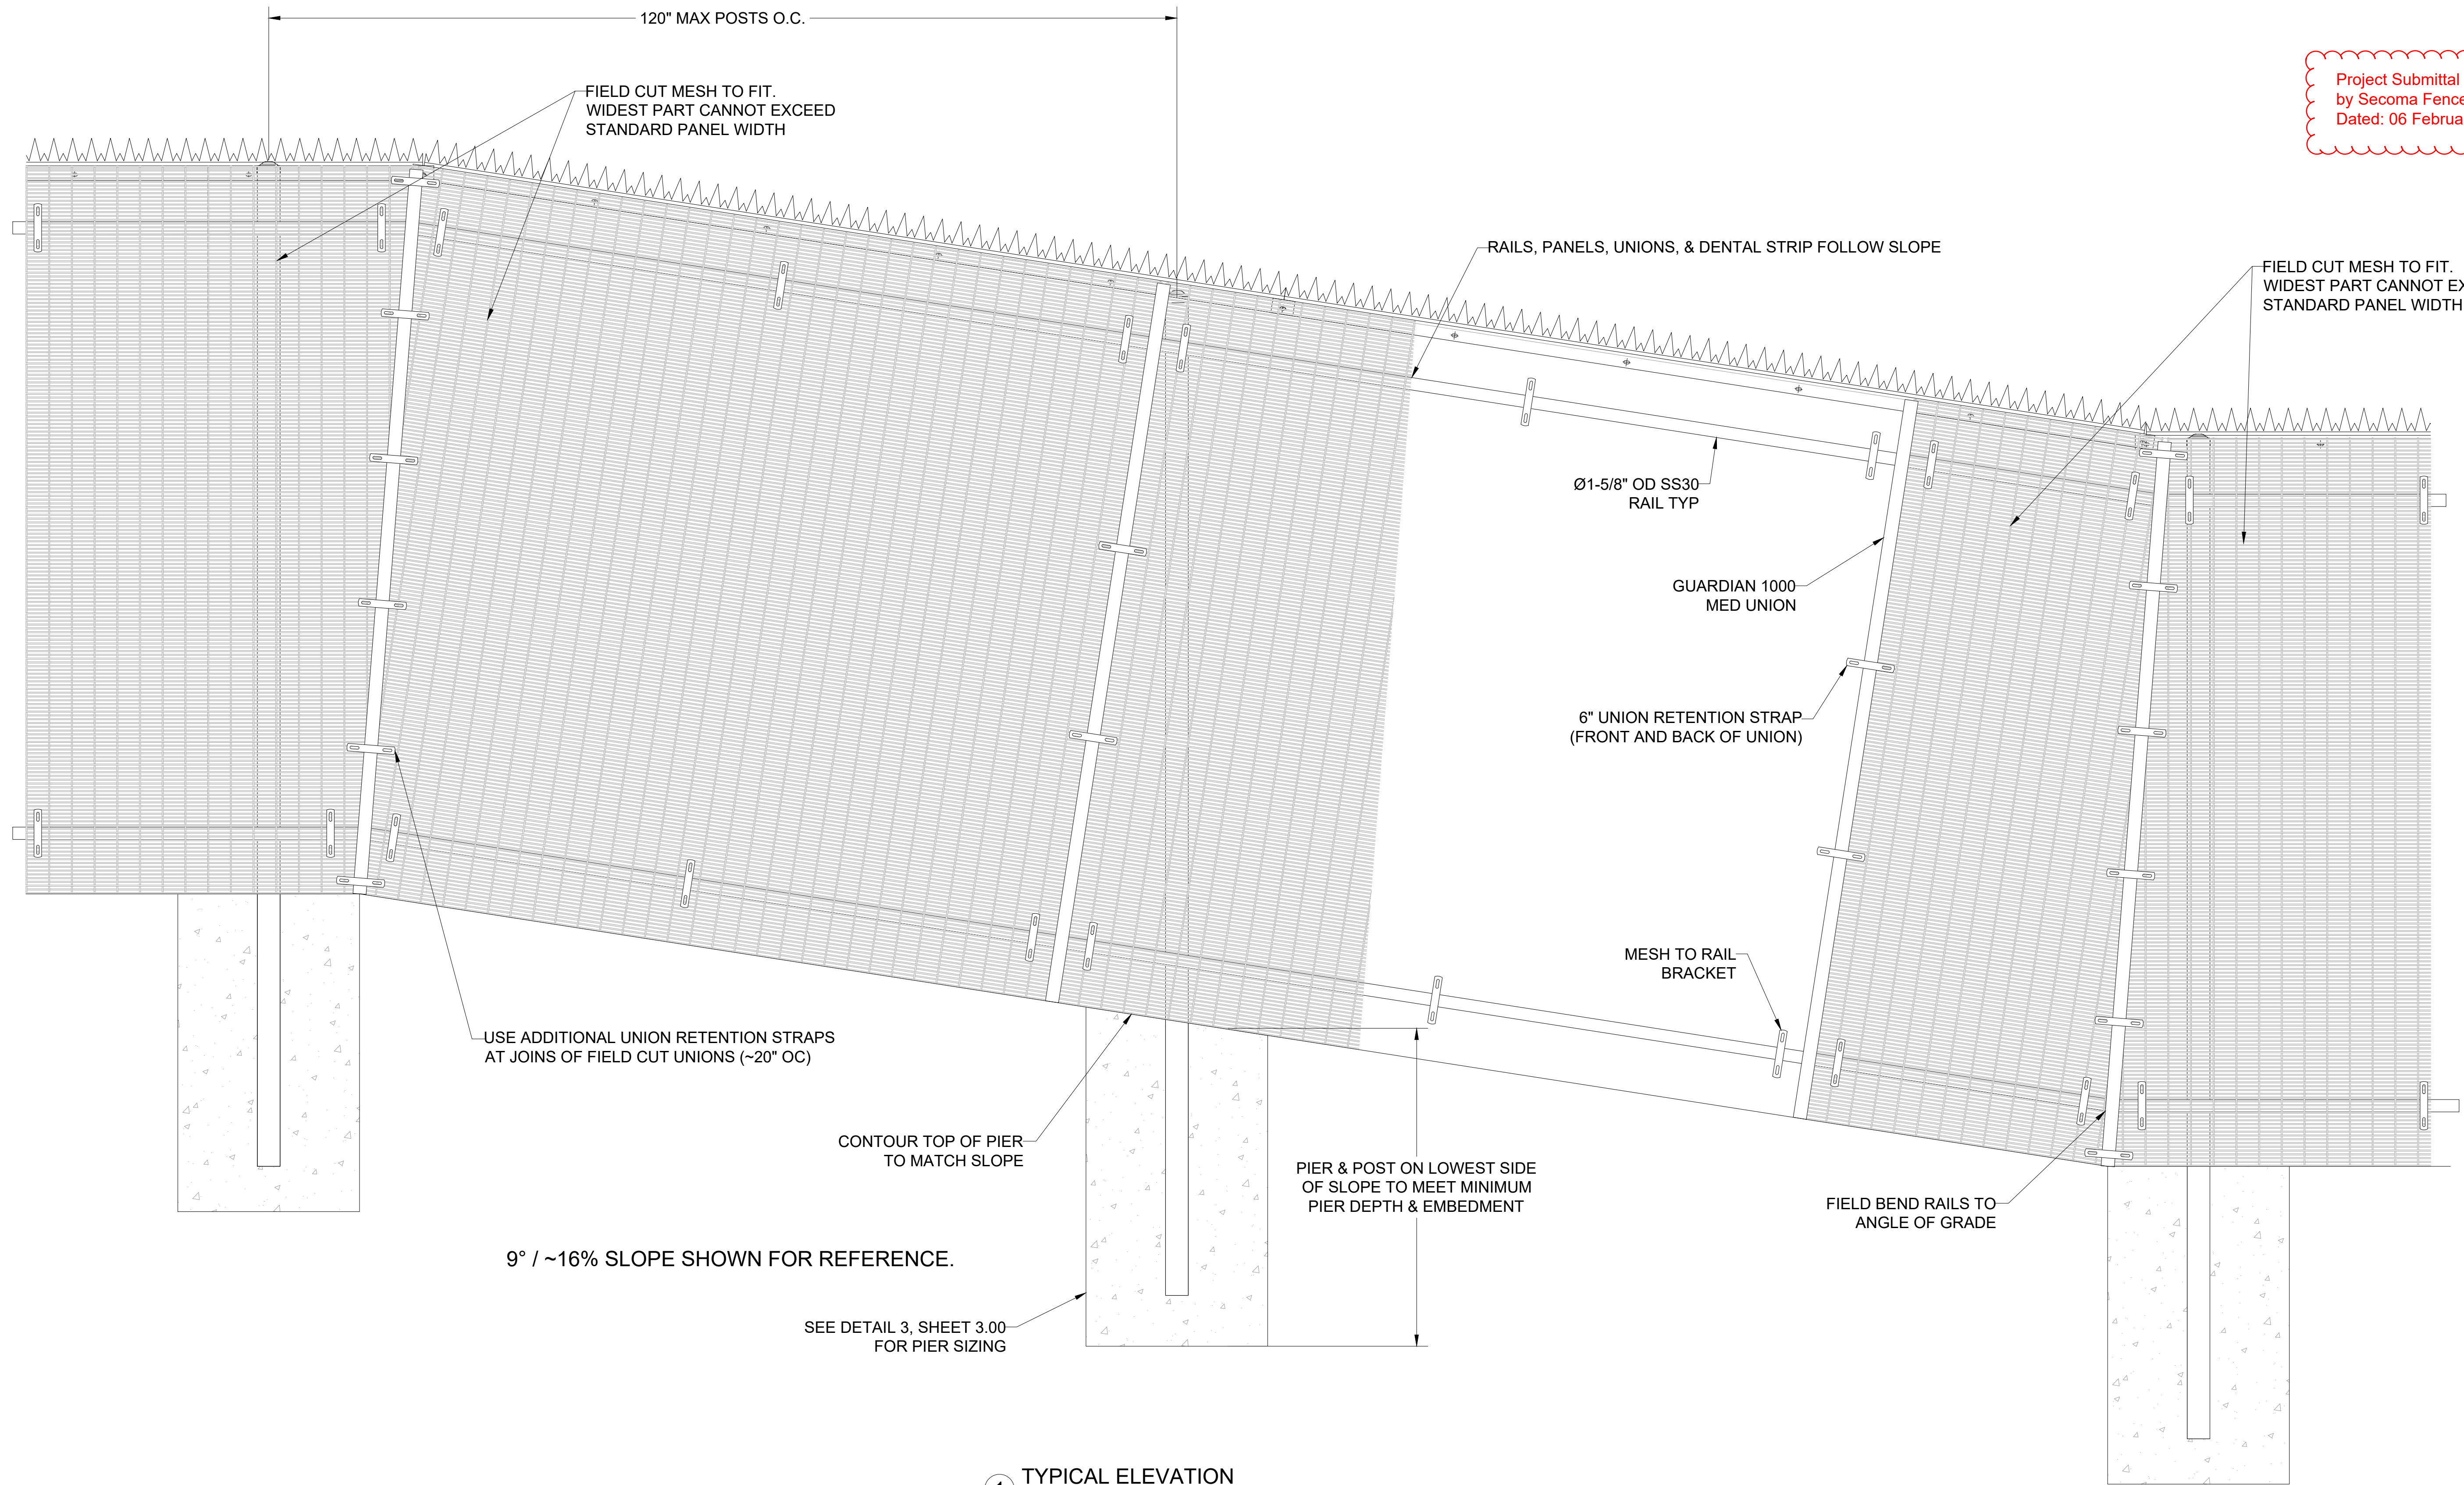 120" MAX POSTS O.C.
Project Submittal
by Secoma Fence
Dated: 06
FIELD CUT MESH TO FIT.
WIDEST PART CANNOT EXCEED
STANDARD PANEL WIDTH
RAILS, PANELS, UNIONS, & DENTAL STRIP FOLLOW SLOPE
FIELD CUT MESH TO FIT.
WIDEST PART CANNOT
STANDARD PANEL WIDTH
Ø1-5/8" OD SS30
RAIL TYP
GUARDIAN 1000
MED UNION
6" UNION RETENTION STRAP
(FRONT AND BACK OF UNION)
MESH TO RAIL
BRACKET
USE ADDITIONAL UNION RETENTION STRAPS
AT JOINS OF FIELD CUT UNIONS (~20" OC)
CONTOUR TOP OF PIER
TO MATCH SLOPE
PIER & POST ON LOWEST SIDE
OF SLOPE TO MEET MINIMUM
PIER DEPTH & EMBEDMENT
FIELD BEND RAILS TO
ANGLE OF GRADE
9° / ~16% SLOPE SHOWN FOR REFERENCE.
SEE DETAIL 3, SHEET 3.00
FOR PIER SIZING
TYPICAL ELEVATION